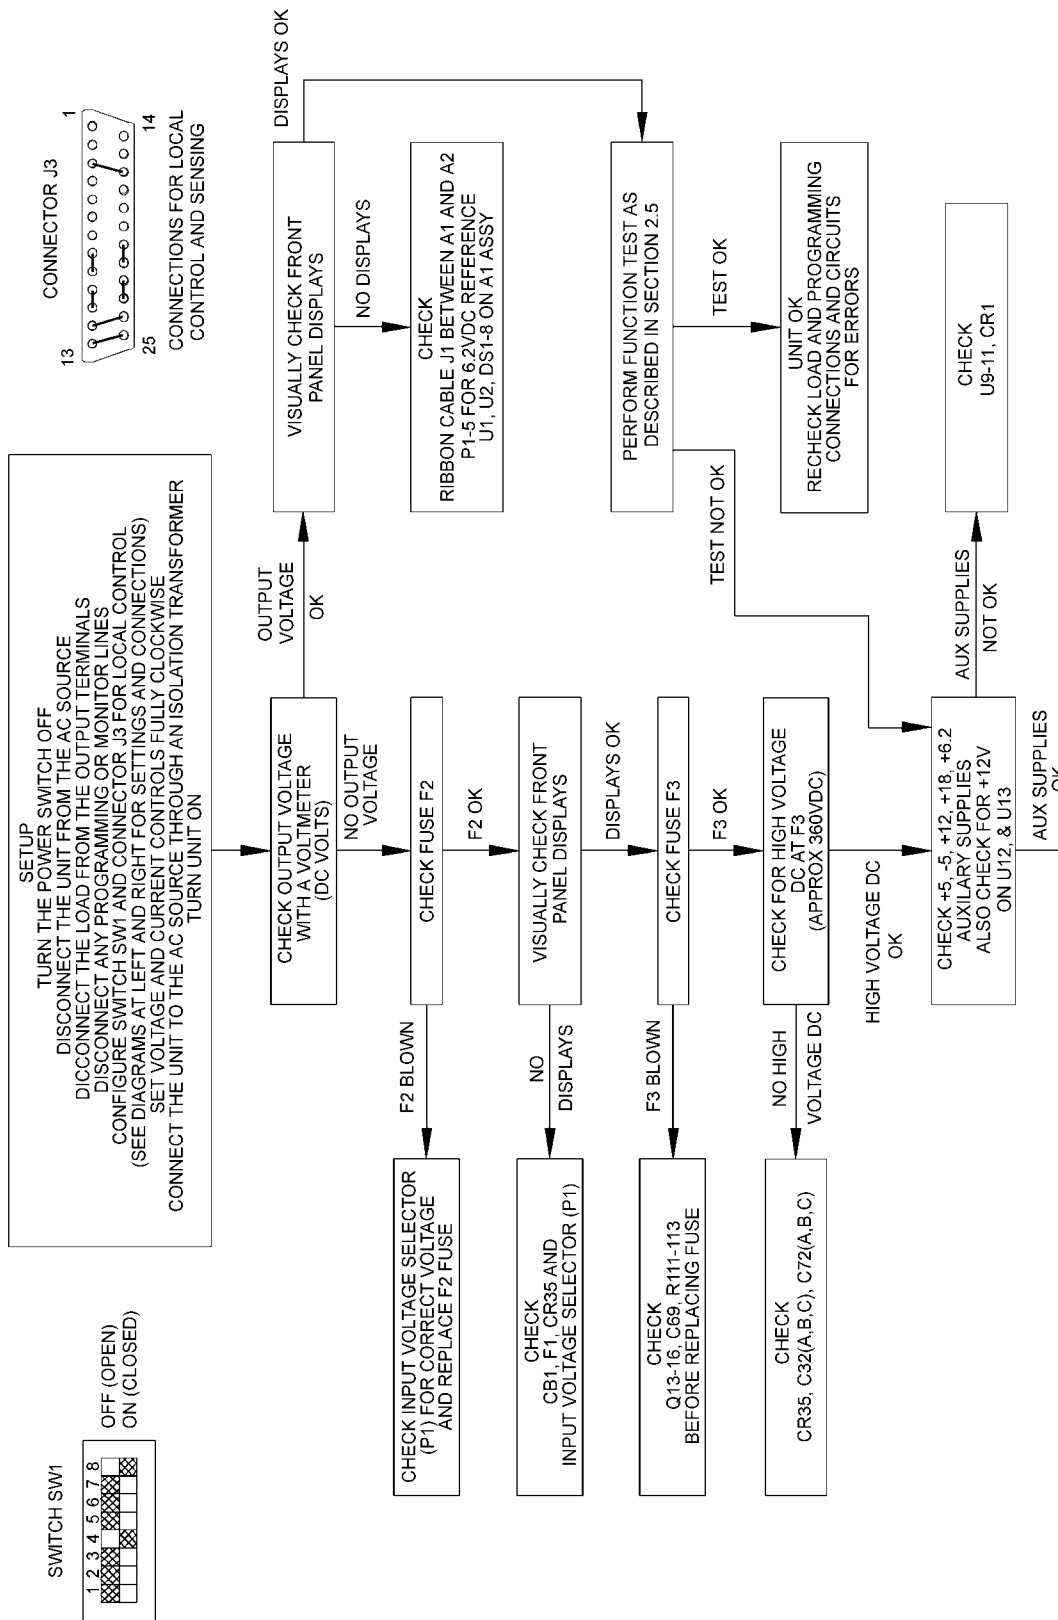 SWITCH SW1
1 2 3 4 5 6 7 8
OFF (OPEN)
ON (CLOSED)
SETUP
TURN THE POWER SWITCH OFF
DISCONNECT THE UNIT FROM THE AC SOURCE
DICCONNECT THE LOAD FROM THE OUTPUT TERMINALS
DISCONNECT ANY PROGRAMMING OR MONITOR LINES
CONFIGURE SWITCH SW1 AND CONNECTOR J3 FOR LOCAL CONTROL
(SEE DIAGRAMS AT LEFT AND RIGHT FOR SETTINGS AND CONNECTIONS)
SET VOLTAGE AND CURRENT CONTROLS FULLY CLOCKWISE
CONNECT THE UNIT TO THE AC SOURCE THROUGH AN ISOLATION TRANSFORMER
TURN UNIT ON
CONNECTOR J3
13
1
25
14
CONNECTIONS FOR LOCAL
CONTROL AND SENSING
CHECK OUTPUT VOLTAGE
WITH A VOLTMETER
(DC VOLTS)
OUTPUT
VOLTAGE
OK
VISUALLY CHECK FRONT
PANEL DISPLAYS
DISPLAYS OK
NO OUTPUT
VOLTAGE
NO DISPLAYS
CHECK INPUT VOLTAGE SELECTOR
(P1) FOR CORRECT VOLTAGE
AND REPLACE F2 FUSE
F2 BLOWN
CHECK FUSE F2
CHECK
RIBBON CABLE J1 BETWEEN A1 AND A2
P1-5 FOR 6.2VDC REFERENCE
U1, U2, DS1-8 ON A1 ASSY
F2 OK
CHECK
CB1, F1, CR35 AND
INPUT VOLTAGE SELECTOR (P1)
NO
DISPLAYS
VISUALLY CHECK FRONT
PANEL DISPLAYS
DISPLAYS OK
PERFORM FUNCTION TEST AS
DESCRIBED IN SECTION 2.5
CHECK
Q13-16, C69, R111-113
BEFORE REPLACING FUSE
F3 BLOWN
CHECK FUSE F3
F3 OK
TEST NOT OK
TEST OK
CHECK
CR35, C32(A,B,C), C72(A,B,C)
NO HIGH
VOLTAGE DC
CHECK FOR HIGH VOLTAGE
DC AT F3
(APPROX 360VDC)
UNIT OK
RECHECK LOAD AND PROGRAMMING
CONNECTIONS AND CIRCUITS
FOR ERRORS
HIGH VOLTAGE DC
OK
CHECK +5, -5, +12, +18, +6.2
AUXILARY SUPPLIES
ALSO CHECK FOR +12V
ON U12, & U13
AUX SUPPLIES
NOT OK
CHECK
U9-11, CR1
AUX SUPPLIES
OK